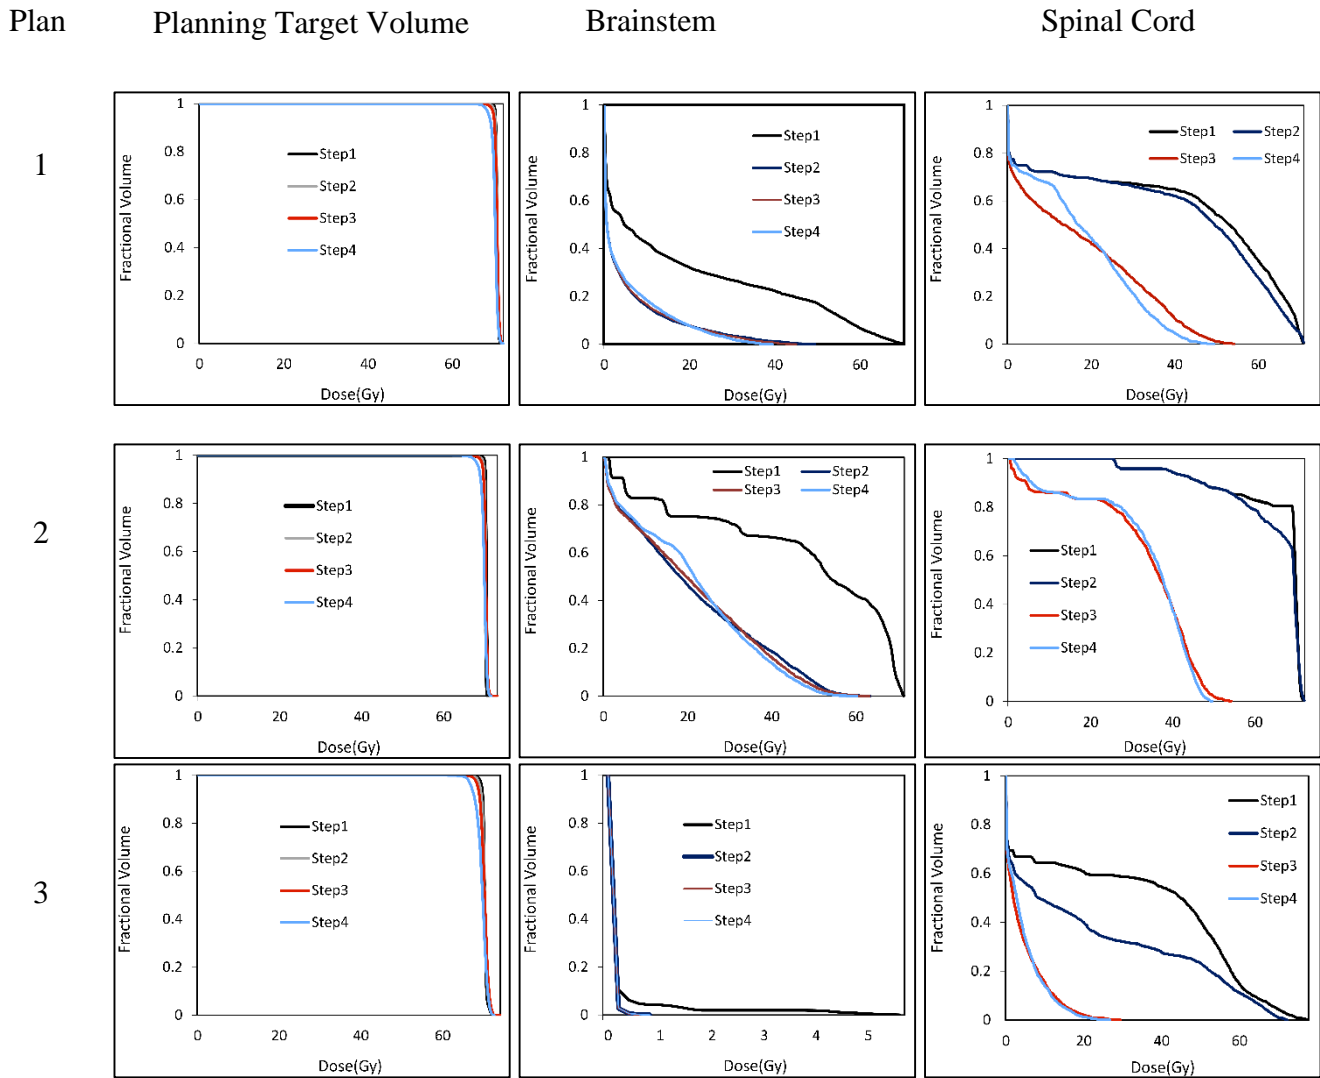 Plan Planning Target Volume Brainstem Spinal Cord
1
Fractional Volume
1
0.8
0.6
0.4
0.2
0
0 20 40 60
Dose(Gy)
Step1
Step2
Step3
Step4
Fractional Volume
1
0.8
0.6
0.4
0.2
0
0 20 40 60
Dose(Gy)
Step1
Step2
Step3
Step4
Fractional Volume
1
0.8
0.6
0.4
0.2
0
0 20 40 60
Dose(Gy)
Step1 Step2
Step3 Step4
2
Fractional Volume
1
0.8
0.6
0.4
0.2
0
0 20 40 60
Dose(Gy)
Step1
Step2
Step3
Step4
Fractional Volume
1
0.8
0.6
0.4
0.2
0
0 20 40 60
Dose(Gy)
Step1 Step2
Step3 Step4
Fractional Volume
1
0.8
0.6
0.4
0.2
0
0 20 40 60
Dose(Gy)
Step1
Step2
Step3
Step4
3
Fractional Volume
1
0.8
0.6
0.4
0.2
0
0 20 40 60
Dose(Gy)
Step1
Step2
Step3
Step4
Fractional Volume
1
0.8
0.6
0.4
0.2
0
0 1 2 3 4 5
Dose(Gy)
Step1
Step2
Step3
Step4
Fractional Volume
1
0.8
0.6
0.4
0.2
0
0 20 40 60
Dose(Gy)
Step1
Step2
Step3
Step4